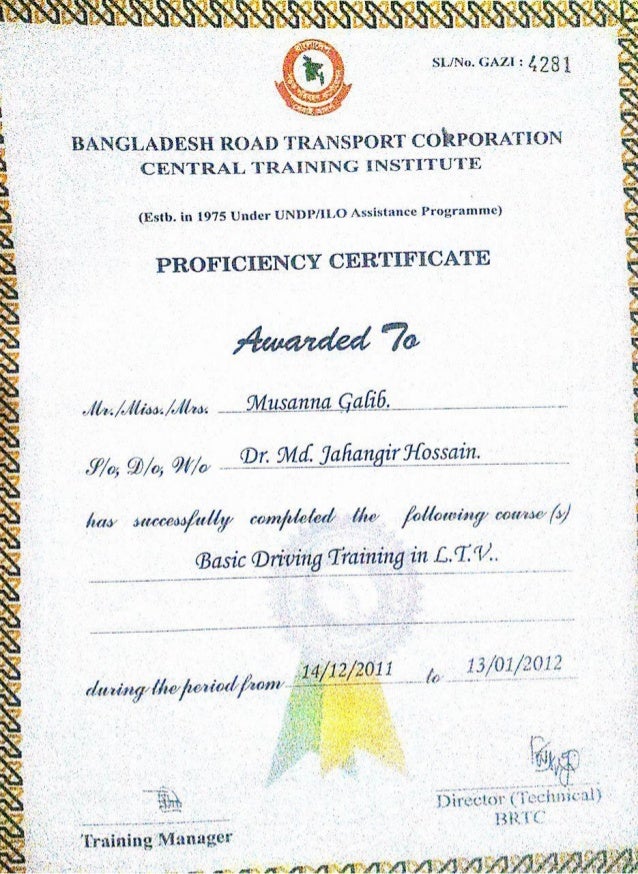 SL/No. GAZI : 4281
BANGLADESH ROAD TRANSPORT CORPORATION
CENTRAL TRAINING INSTITUTE
(Estb. in 1975 Under UNDP/ILO Assistance Programme)
PROFICIENCY CERTIFICATE
Awarded To
Mr./Miss./Mrs. Musanna Galib.
S/o, D/o, W/o Dr. Md. Jahangir Hossain.
has successfully completed the following course (s)
Basic Driving Training in L.T.V..
during the period from 14/12/2011 to 13/01/2012
Director (Technical)
BRTC
Training Manager